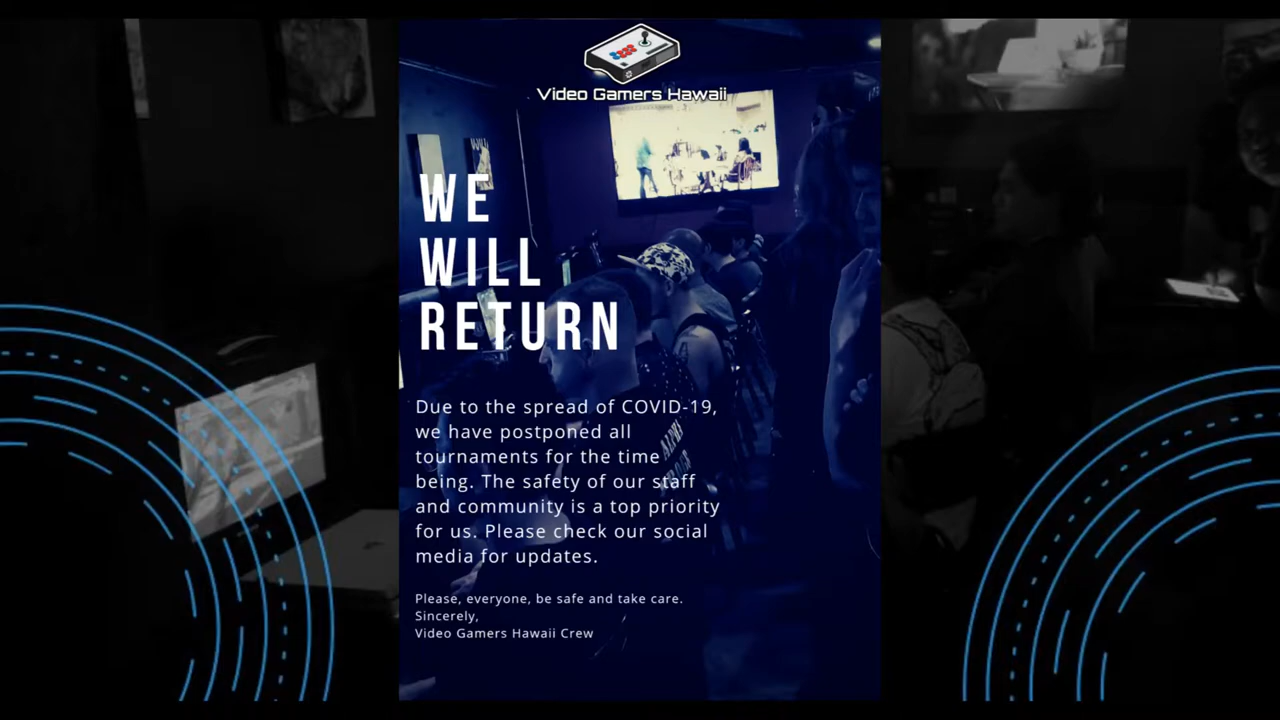 Video Gamers Hawaii
WE
WILL
RETURN
Due to the spread of COVID-19,
we have postponed all
tournaments for the time
being. The safety of our staff
and community is a top priority
for us. Please check our social
media for updates.
Please, everyone, be safe and take care.
Sincerely,
Video Gamers Hawaii Crew